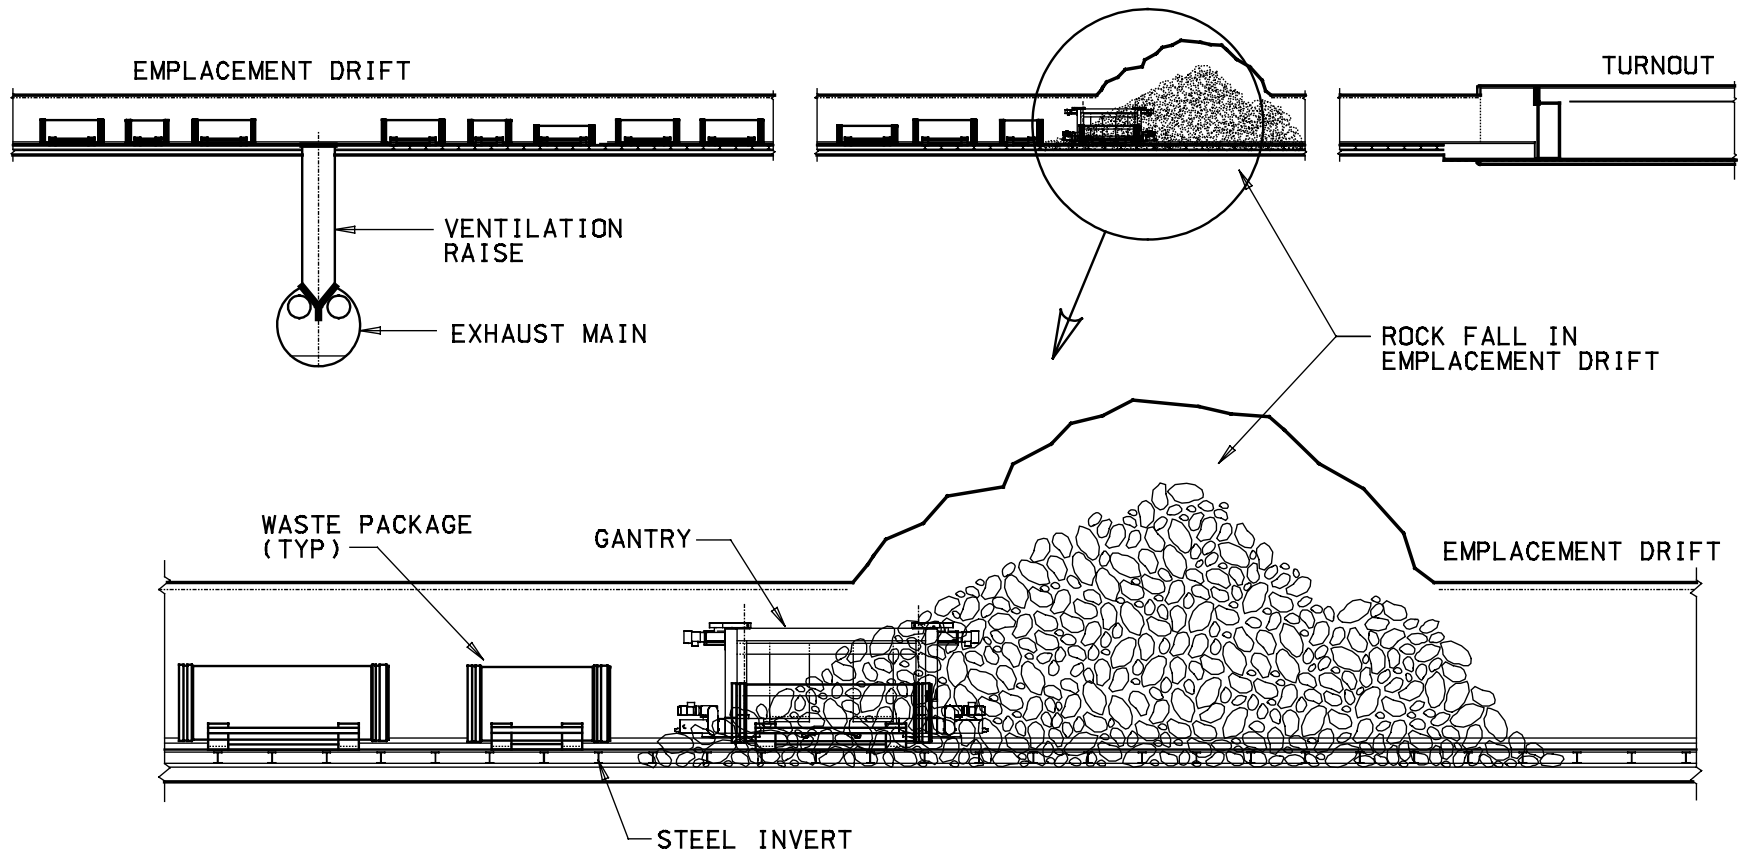 EMPLACEMENT DRIFT
TURNOUT
VENTILATION
RAISE
EXHAUST MAIN
ROCK FALL IN
EMPLACEMENT DRIFT
WASTE PACKAGE
(TYP)
GANTRY
EMPLACEMENT DRIFT
STEEL INVERT